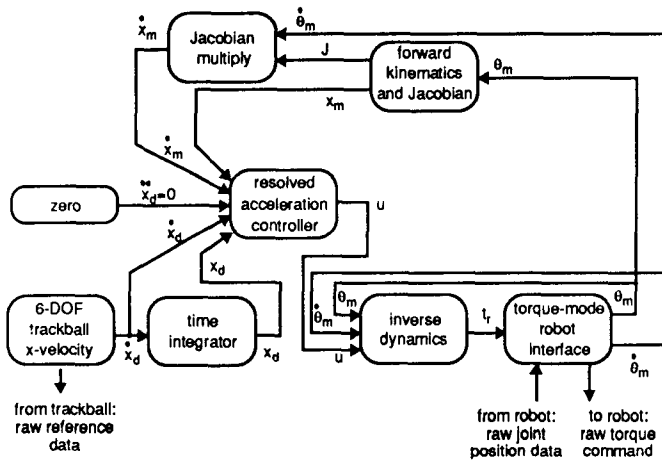 ẋm
Jacobian
multiply
θ̇m
J
forward
kinematics
and Jacobian
θm
xm
ẋm
zero
ẍd=0
resolved
acceleration
controller
u
ẋd
xd
6-DOF
trackball
x-velocity
ẋd
time
integrator
xd
θm
θ̇m
u
inverse
dynamics
tr
torque-mode
robot
interface
θm
θ̇m
from trackball:
raw reference
data
from robot:
raw joint
position data
to robot:
raw torque
command